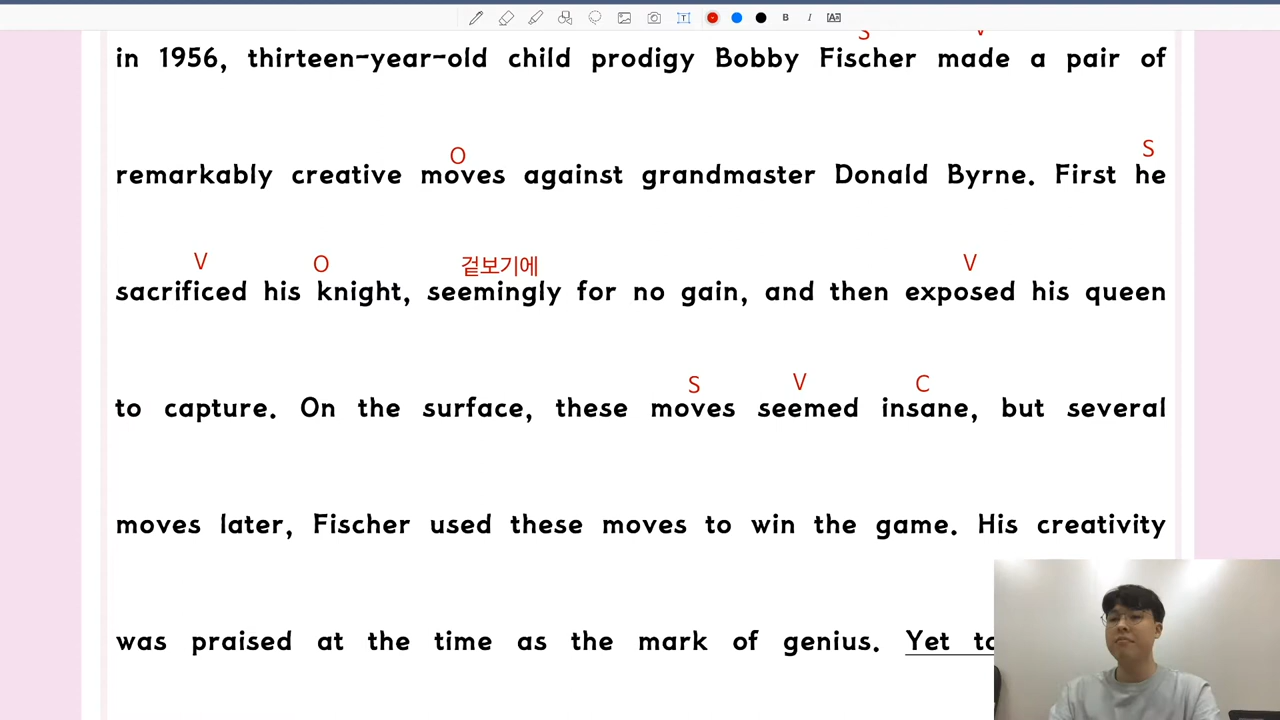 S V
in 1956, thirteen-year-old child prodigy Bobby Fischer made a pair of
O S
remarkably creative moves against grandmaster Donald Byrne. First he
V O 겉보기에 V
sacrificed his knight, seemingly for no gain, and then exposed his queen
S V C
to capture. On the surface, these moves seemed insane, but several
moves later, Fischer used these moves to win the game. His creativity
was praised at the time as the mark of genius. Yet